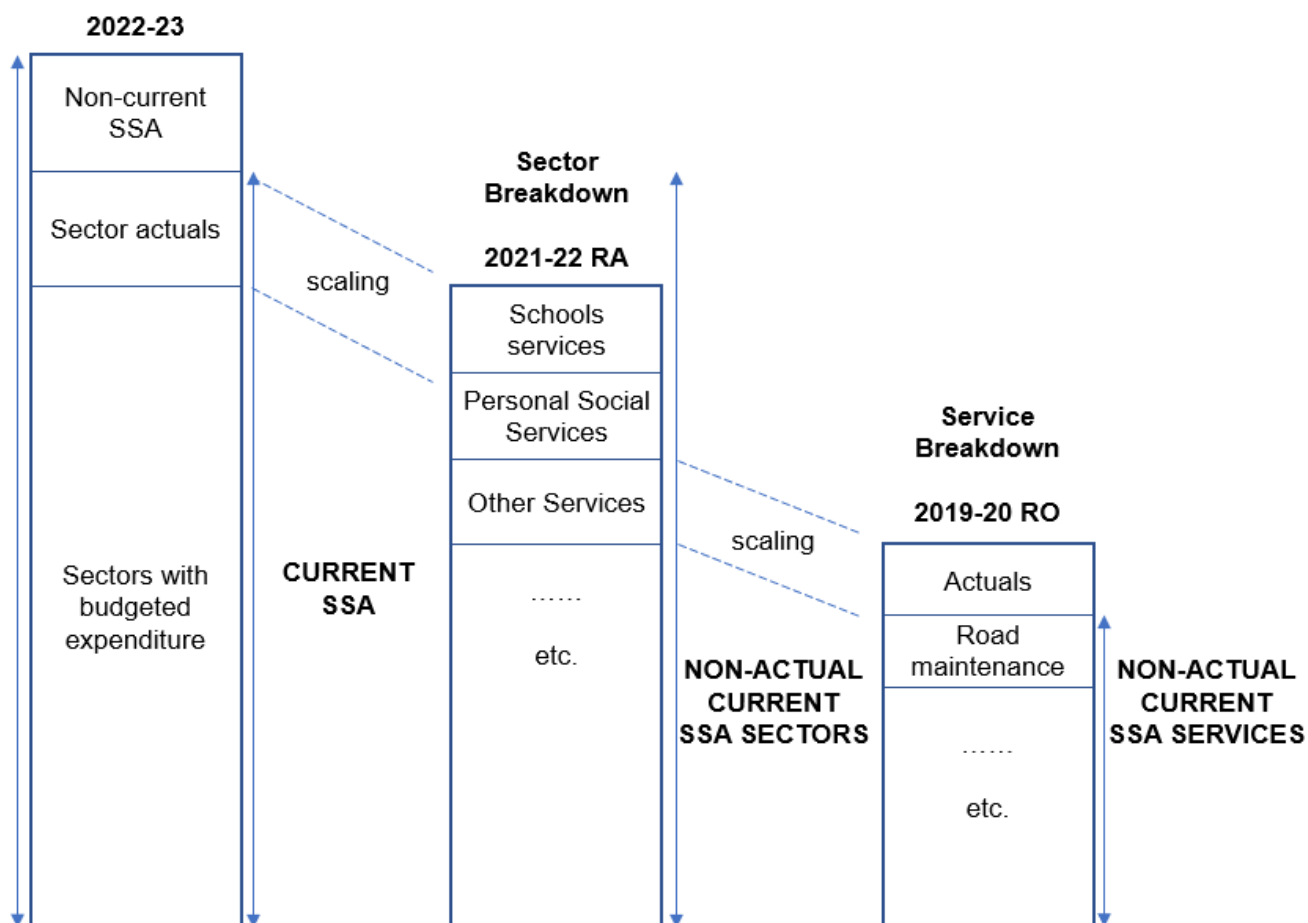 2022-23
Non-current
SSA
Sector actuals
Sectors with
budgeted
expenditure
scaling
CURRENT
SSA
Sector
Breakdown
2021-22 RA
Schools
services
Personal Social
Services
Other Services
......
etc.
scaling
NON-ACTUAL
CURRENT
SSA SECTORS
Service
Breakdown
2019-20 RO
Actuals
Road
maintenance
......
etc.
NON-ACTUAL
CURRENT
SSA SERVICES